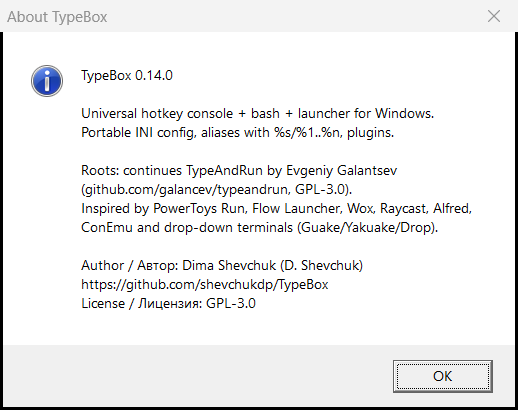 About TypeBox
TypeBox 0.14.0
Universal hotkey console + bash + launcher for Windows.
Portable INI config, aliases with %s/%1..%n, plugins.
Roots: continues TypeAndRun by Evgeniy Galantsev
(github.com/galancev/typeandrun, GPL-3.0).
Inspired by PowerToys Run, Flow Launcher, Wox, Raycast, Alfred,
ConEmu and drop-down terminals (Guake/Yakuake/Drop).
Author / Автор: Dima Shevchuk (D. Shevchuk)
https://github.com/shevchukdp/TypeBox
License / Лицензия: GPL-3.0
OK